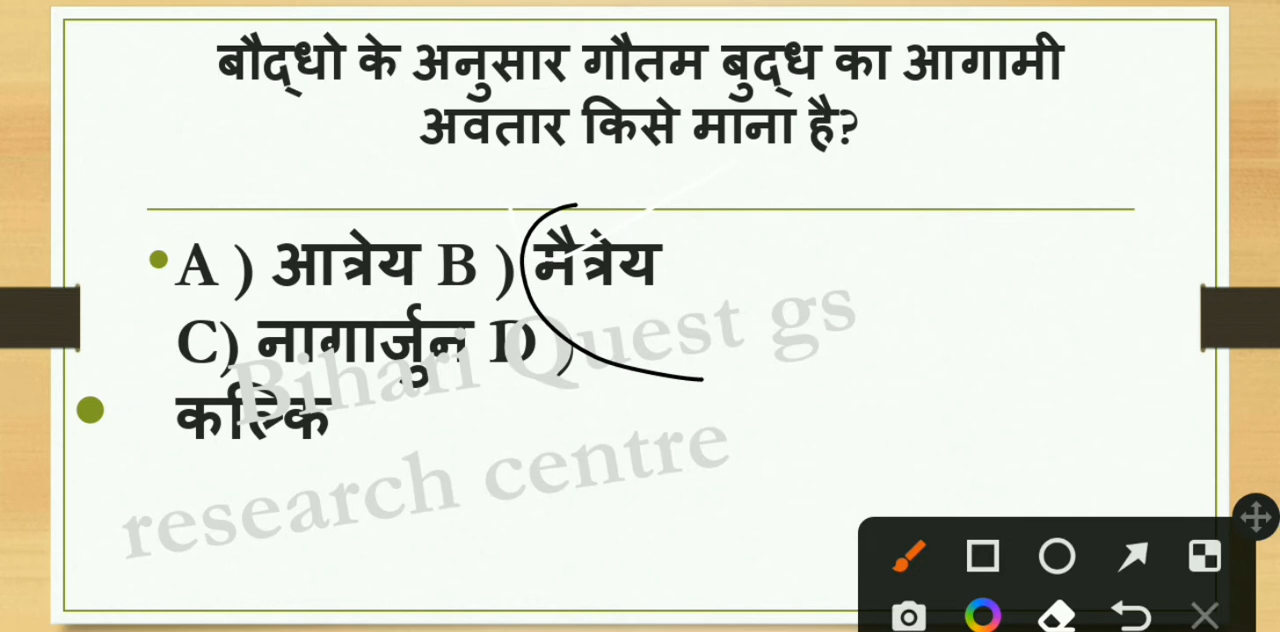 बौद्धो के अनुसार गौतम बुद्ध का आगामी
अवतार किसे माना है?
A ) आत्रेय B ) मैत्रेय
C) नागार्जुन D )
कल्कि
Bihari Quest gs
research centre